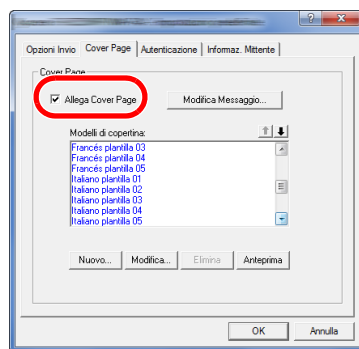 Opzioni Invio Cover Page Autenticazione Informaz. Mittente
Cover Page
Allega Cover Page Modifica Messaggio...
Modelli di copertina:
Francés plantilla 03
Francés plantilla 04
Francés plantilla 05
Italiano plantilla 01
Italiano plantilla 02
Italiano plantilla 03
Italiano plantilla 04
Italiano plantilla 05
Nuovo... Modifica... Elimina Anteprima
OK Annulla